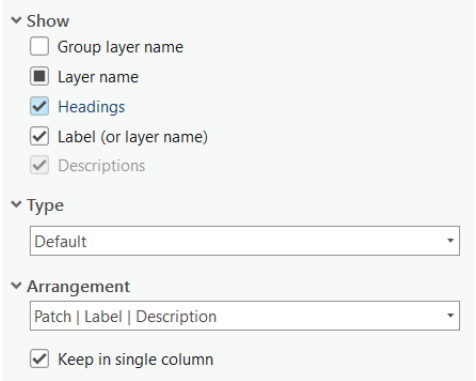 Show
Group layer name
Layer name
Headings
Label (or layer name)
Descriptions
Type
Default
Arrangement
Patch | Label | Description
Keep in single column